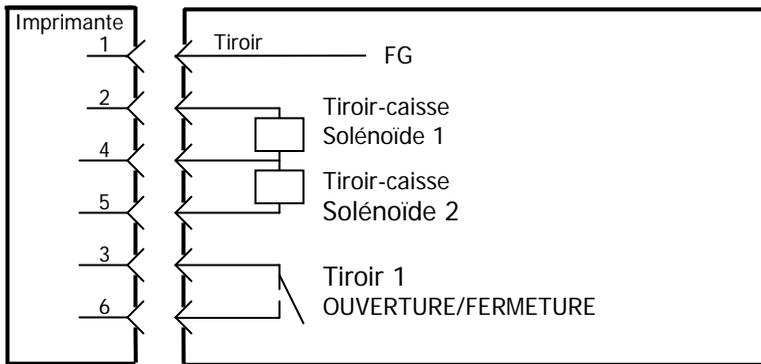 Imprimante
1
Tiroir
FG
2
Tiroir-caisse
Solénoïde 1
4
Tiroir-caisse
Solénoïde 2
5
3
Tiroir 1
OUVERTURE/FERMETURE
6